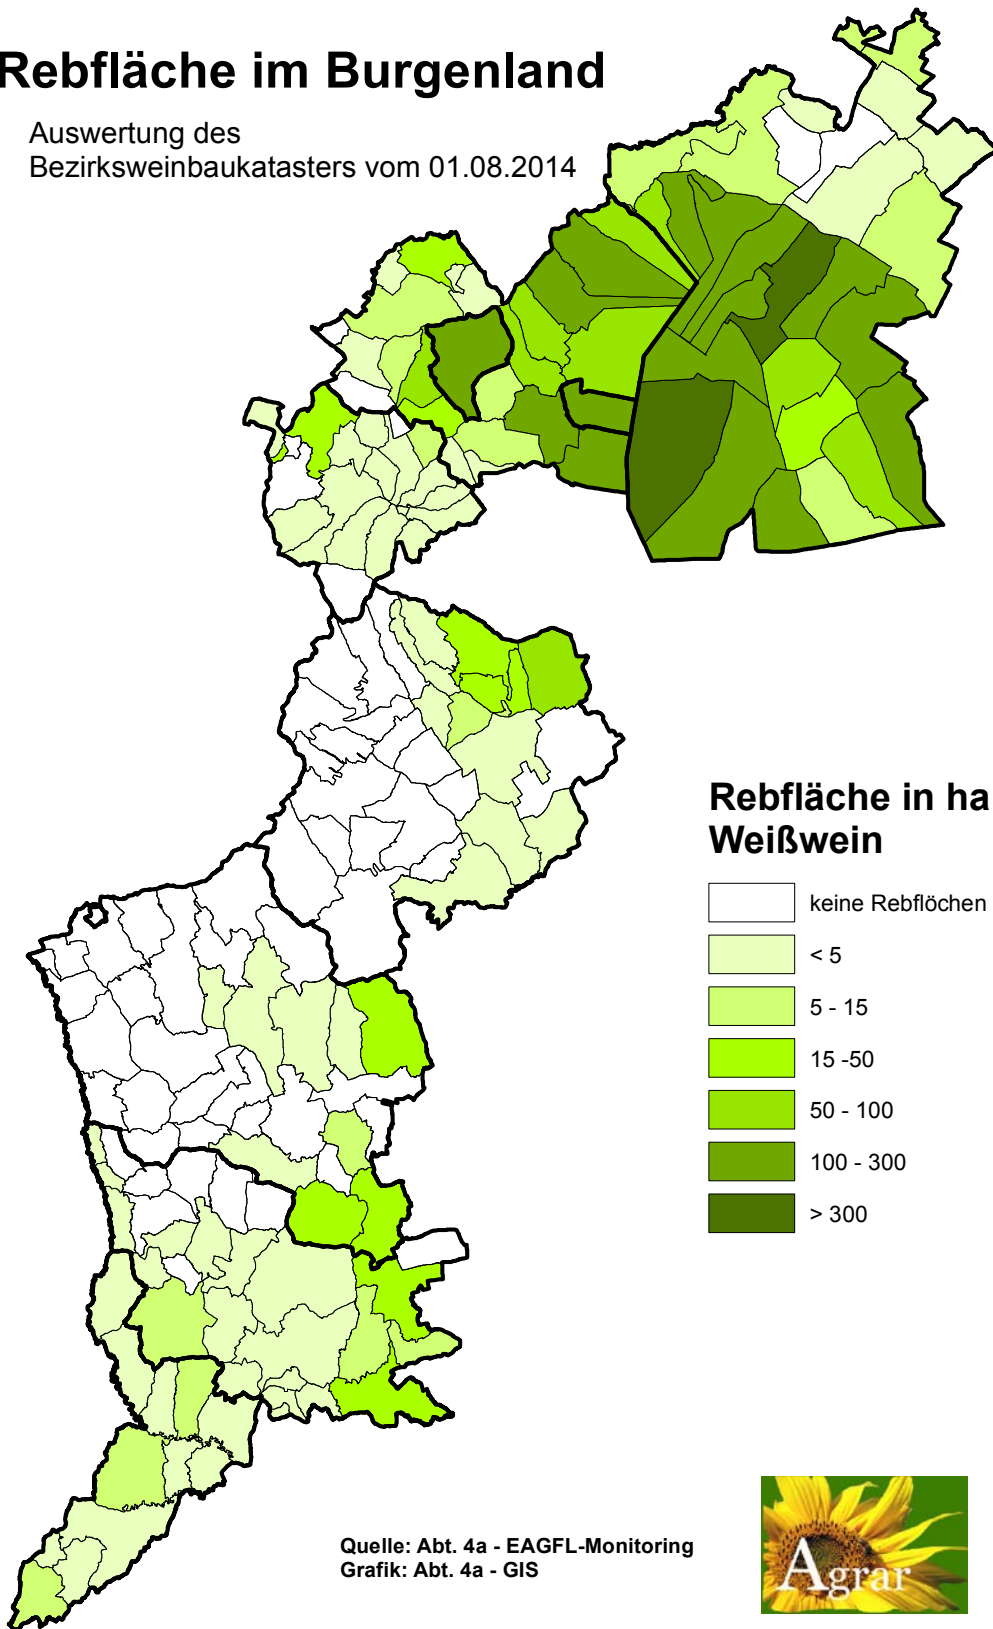 Rebfläche im Burgenland
Auswertung des
Bezirksweinbaukatasters vom 01.08.2014
Rebfläche in ha
Weißwein
keine Rebflöchen
< 5
5 - 15
15 -50
50 - 100
100 - 300
> 300
Quelle: Abt. 4a - EAGFL-Monitoring
Grafik: Abt. 4a - GIS
Agrar